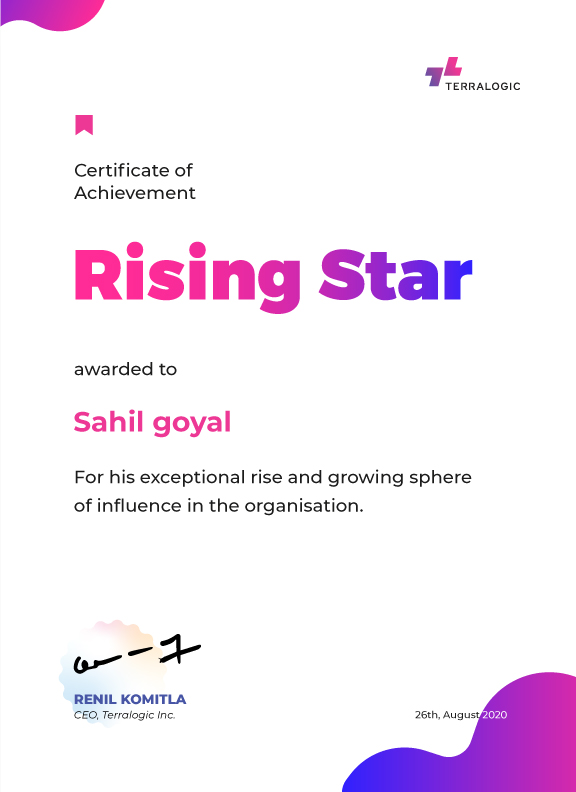 TERRALOGIC
Certificate of
Achievement
Rising Star
awarded to
Sahil goyal
For his exceptional rise and growing sphere
of influence in the organisation.
RENIL KOMITLA
CEO, Terralogic Inc.
26th, August 2020